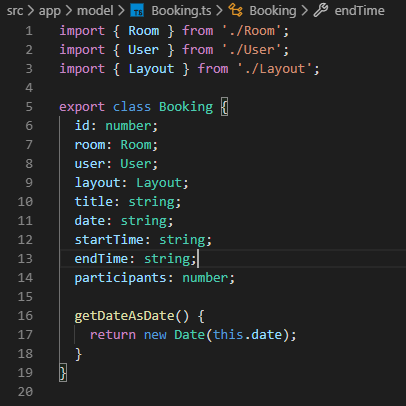 src > app > model > TS Booking.ts > Booking > endTime
1 import { Room } from './Room';
2 import { User } from './User';
3 import { Layout } from './Layout';
4
5 export class Booking {
6   id: number;
7   room: Room;
8   user: User;
9   layout: Layout;
10   title: string;
11   date: string;
12   startTime: string;
13   endTime: string;
14   participants: number;
15
16   getDateAsDate() {
17     return new Date(this.date);
18   }
19 }
20